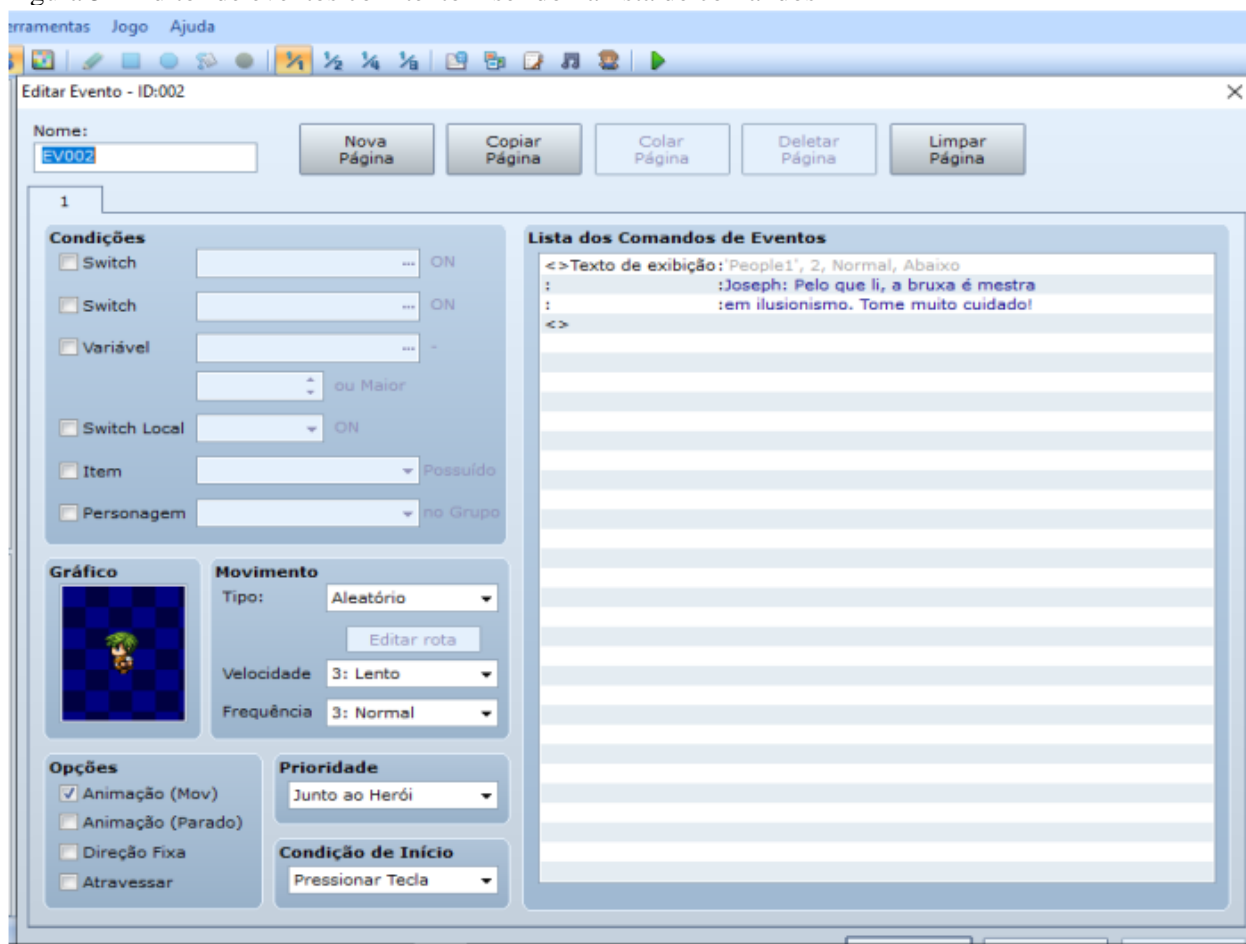 Jogo Ajuda
Editar Evento - ID:002
Nome:
EV002
Nova Página
Copiar Página
Colar Página
Deletar Página
Limpar Página
1
Condições
Switch ... ON
Switch ... ON
Variável ... -
ou Maior
Switch Local ON
Item Possuído
Personagem no Grupo
Gráfico
Movimento
Tipo: Aleatório
Editar rota
Velocidade 3: Lento
Frequência 3: Normal
Opções
Animação (Mov)
Animação (Parado)
Direção Fixa
Atravessar
Prioridade
Junto ao Herói
Condição de Início
Pressionar Tecla
Lista dos Comandos de Eventos
<>Texto de exibição:'People1', 2, Normal, Abaixo
: :Joseph: Pelo que li, a bruxa é mestra
: :em ilusionismo. Tome muito cuidado!
<>